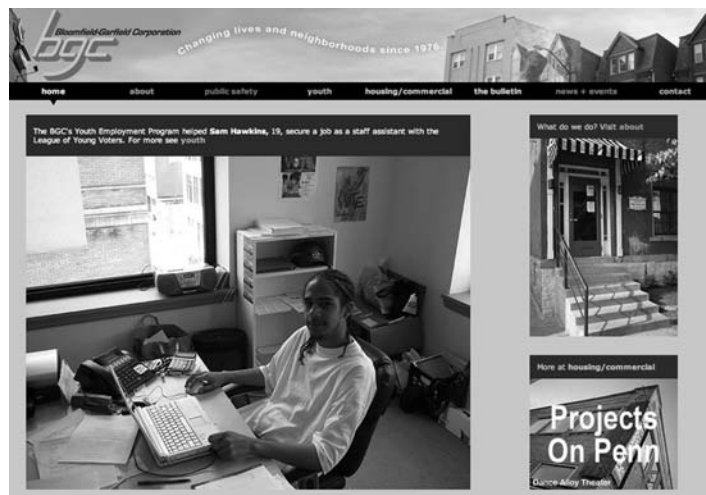 bgc
Bloomfield-Garfield Corporation
Changing lives and neighborhoods since 1976.
home about public safety youth housing/commercial the bulletin news + events contact
The BGC's Youth Employment Program helped Sam Hawkins, 19, secure a job as a staff assistant with the
League of Young Voters. For more see youth
What do we do? Visit about
More at housing/commercial
Projects
On Penn
Dance Alloy Theater